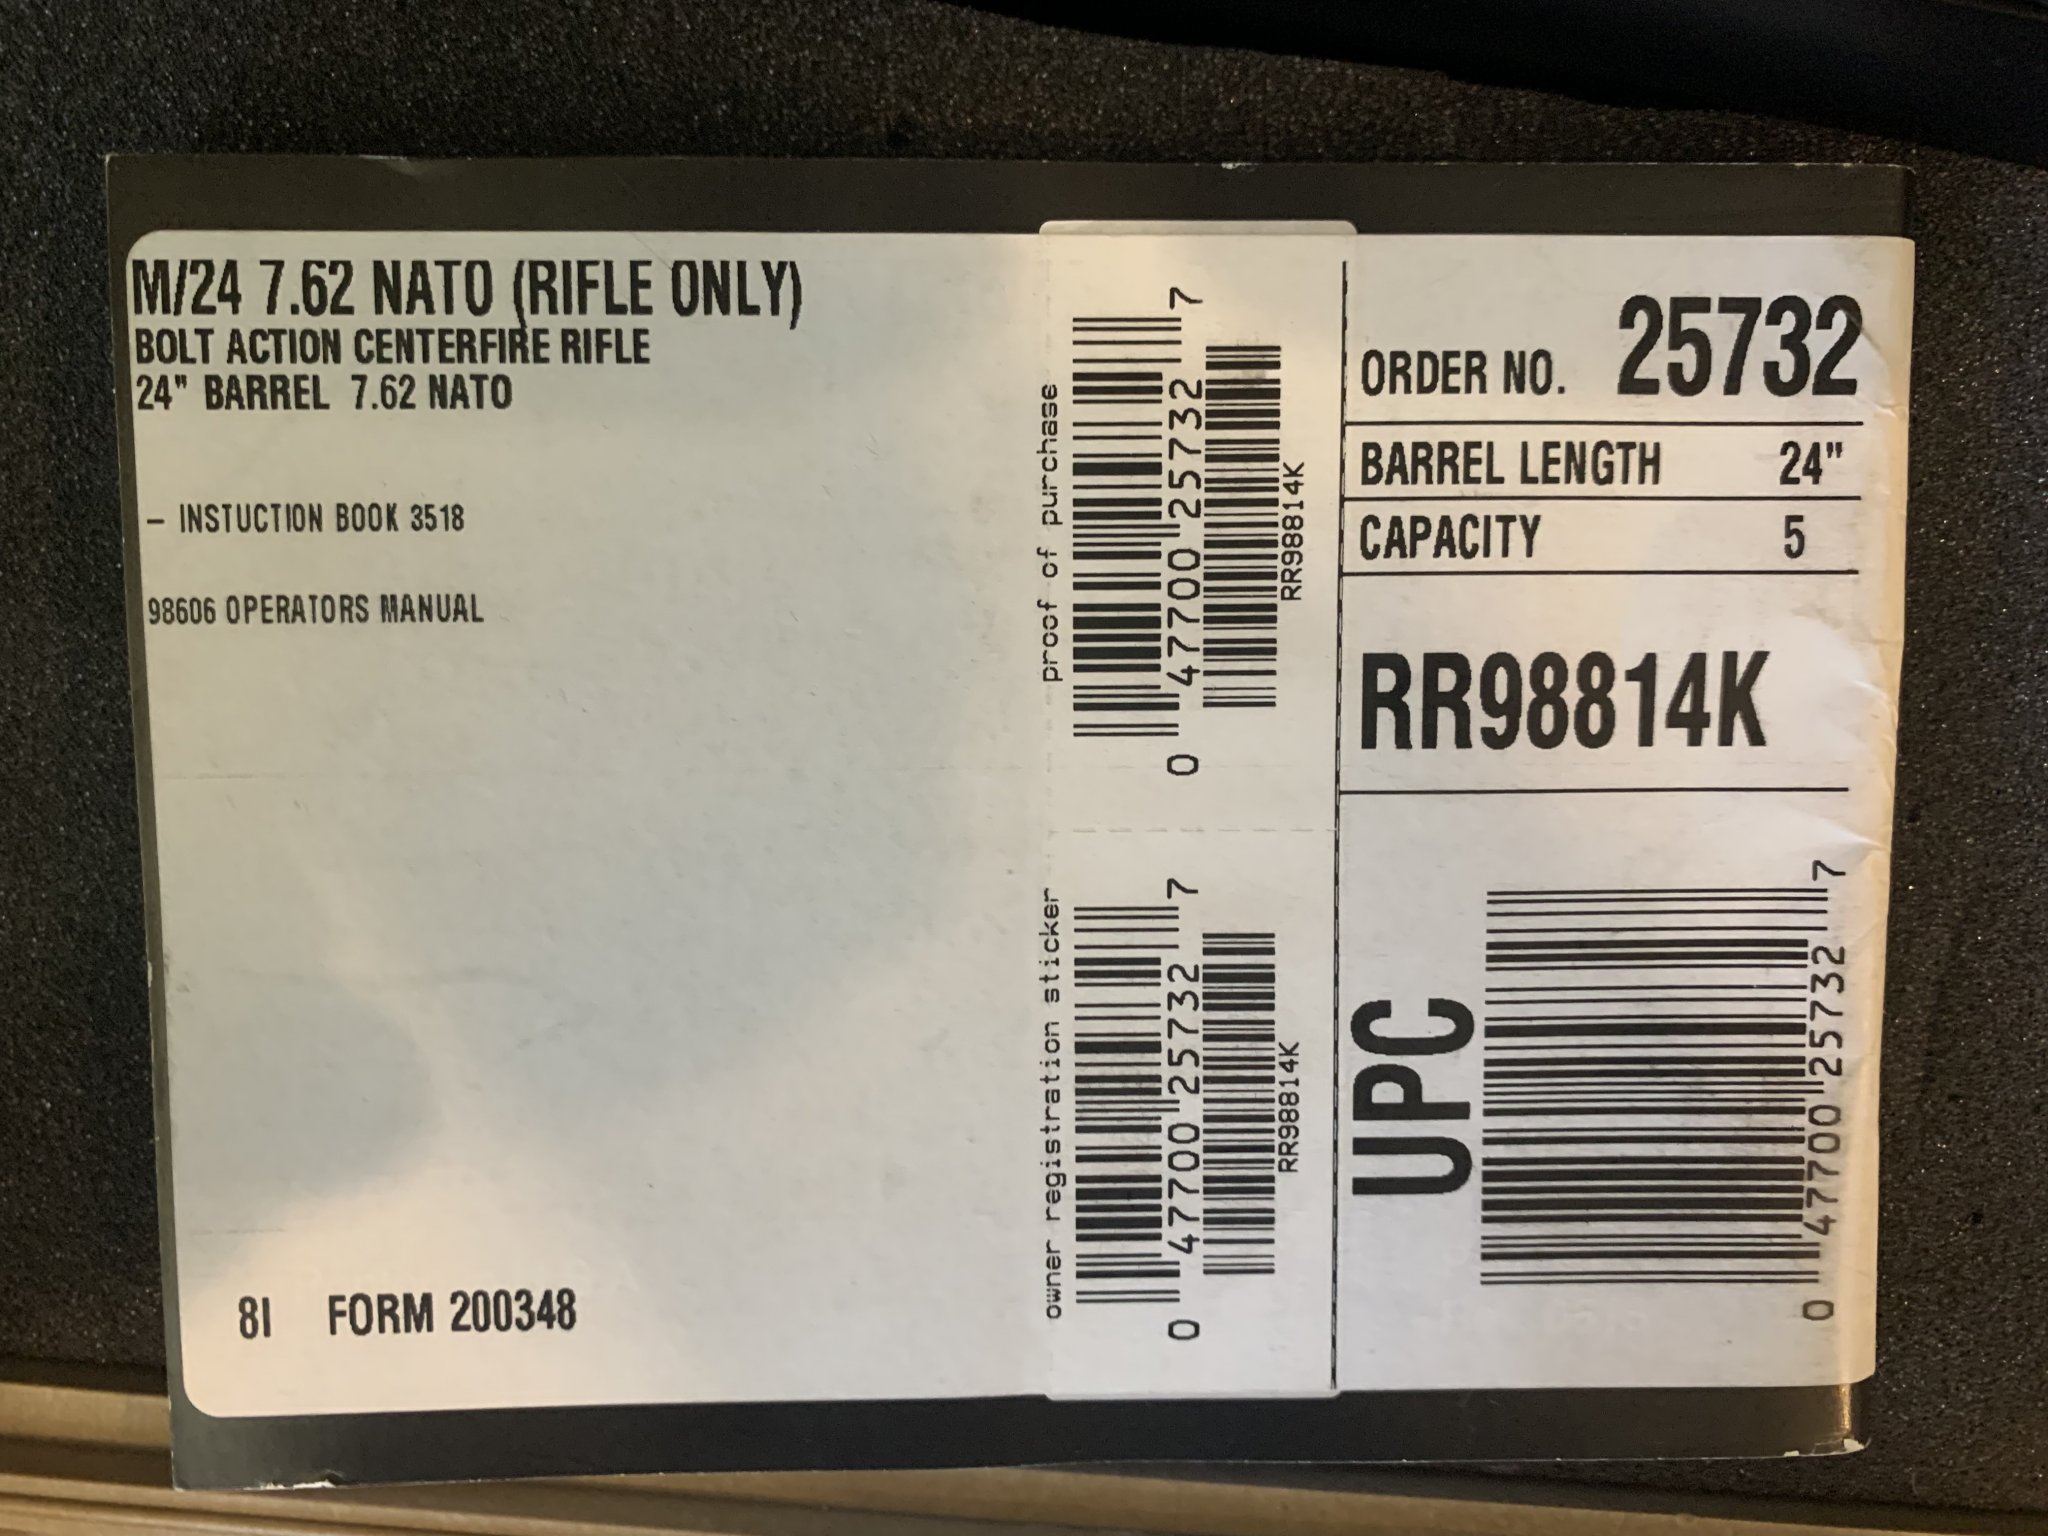 M/24 7.62 NATO (RIFLE ONLY)
BOLT ACTION CENTERFIRE RIFLE
24" BARREL 7.62 NATO
- INSTUCTION BOOK 3518
98606 OPERATORS MANUAL
8I FORM 200348
proof of purchase
0 47700 25732 7
RR98814K
owner registration sticker
0 47700 25732 7
RR98814K
ORDER NO. 25732
BARREL LENGTH 24"
CAPACITY 5
RR98814K
UPC
0 47700 25732 7